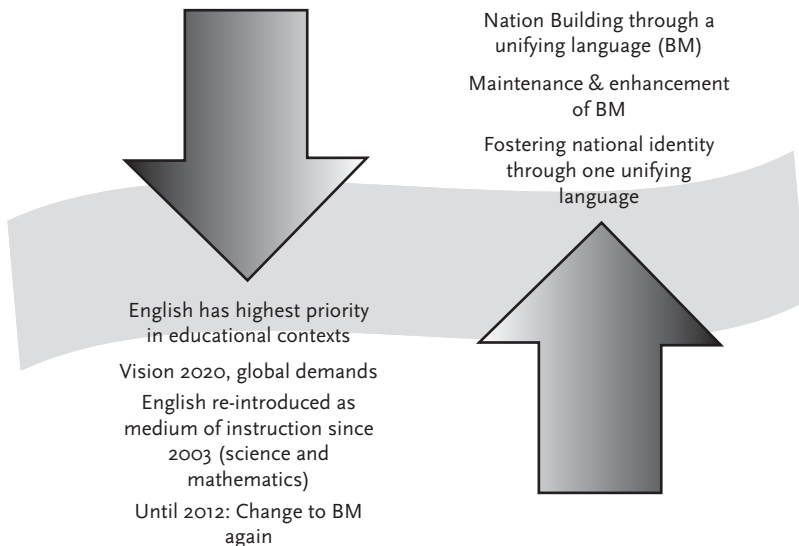 Nation Building through a
unifying language (BM)
Maintenance & enhancement
of BM
Fostering national identity
through one unifying
language
English has highest priority
in educational contexts
Vision 2020, global demands
English re-introduced as
medium of instruction since
2003 (science and
mathematics)
Until 2012: Change to BM
again